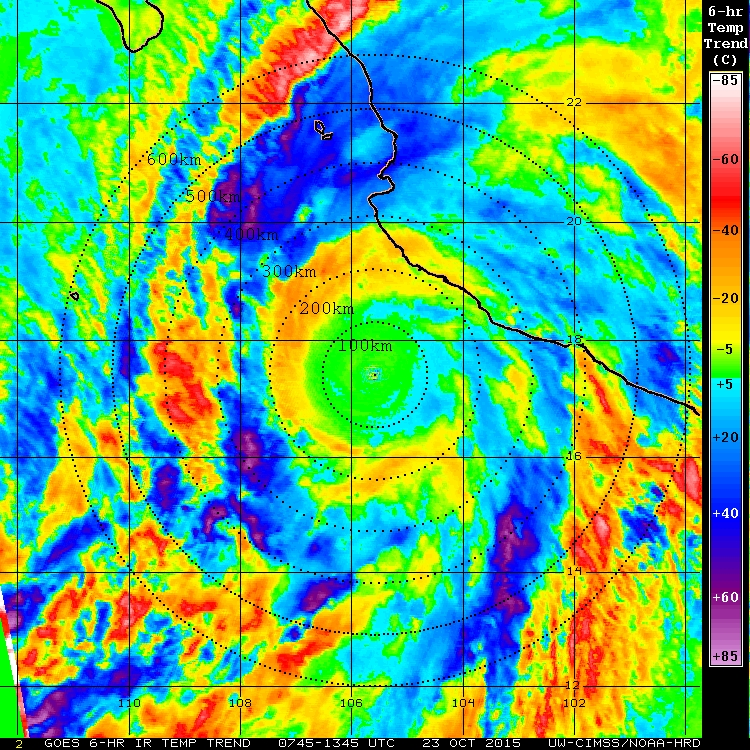 6-hr
Temp
Trend
(C)
-85
-60
-40
-20
-5
+5
+20
+40
+60
+85
22
600km
500km
20
400km
300km
200km
18
100km
16
14
12
110 108 106 104 102
2 GOES 6-HR IR TEMP TREND 0745-1345 UTC 23 OCT 2015 UW-CIMSS/NOAA-HRD